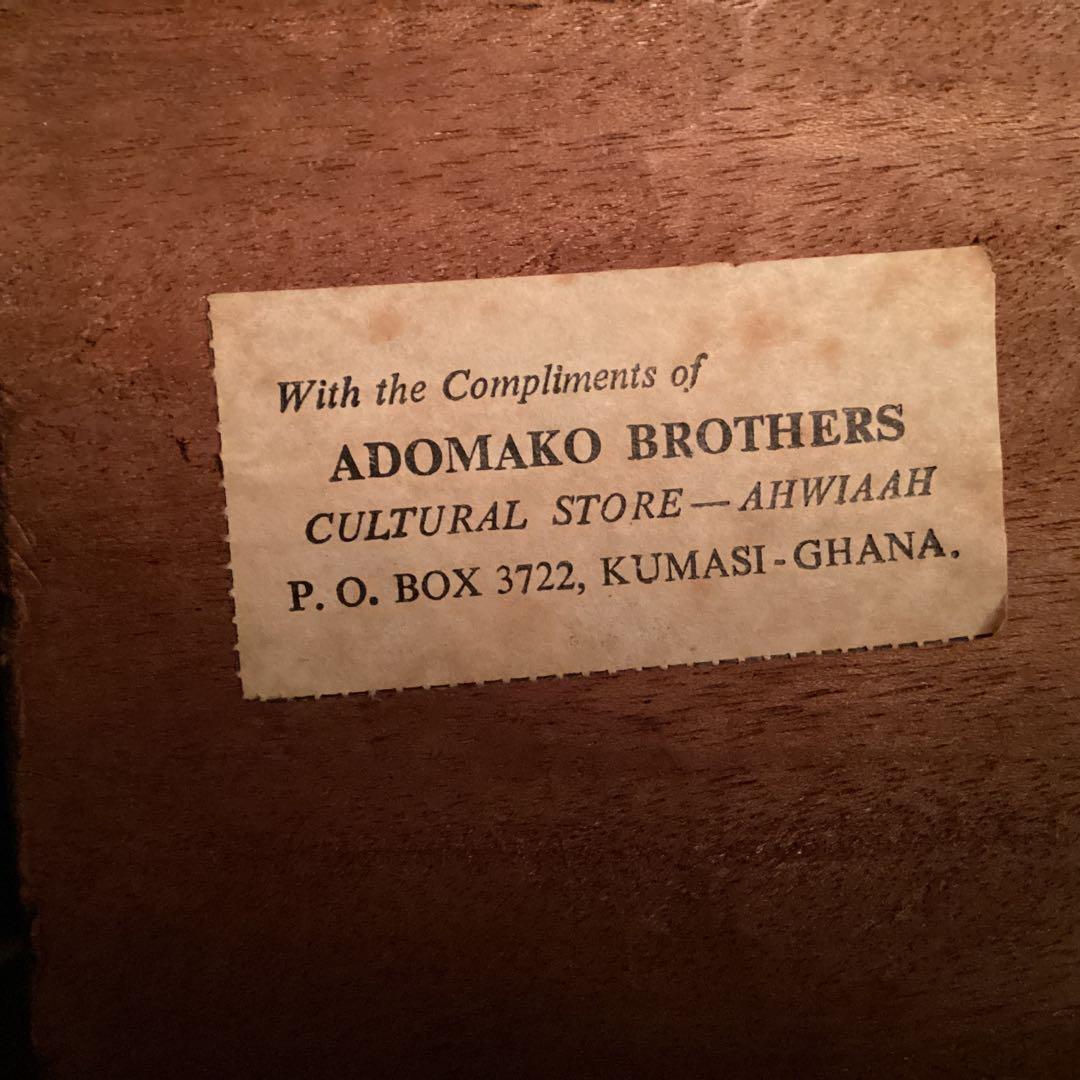 With the Compliments of
ADOMAKO BROTHERS
CULTURAL STORE — AHWIAAH
P. O. BOX 3722, KUMASI - GHANA.